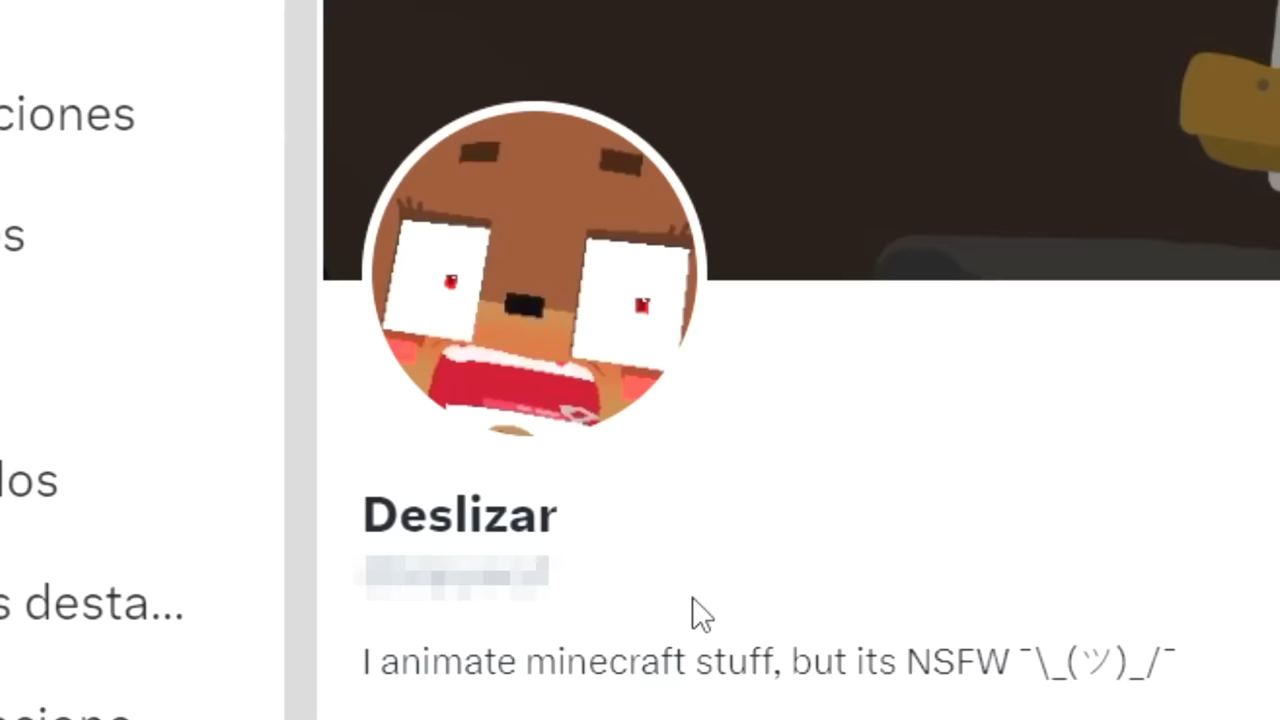 ciones
s
los
s desta...
Deslizar
I animate minecraft stuff, but its NSFW ¯\_(ツ)_/¯